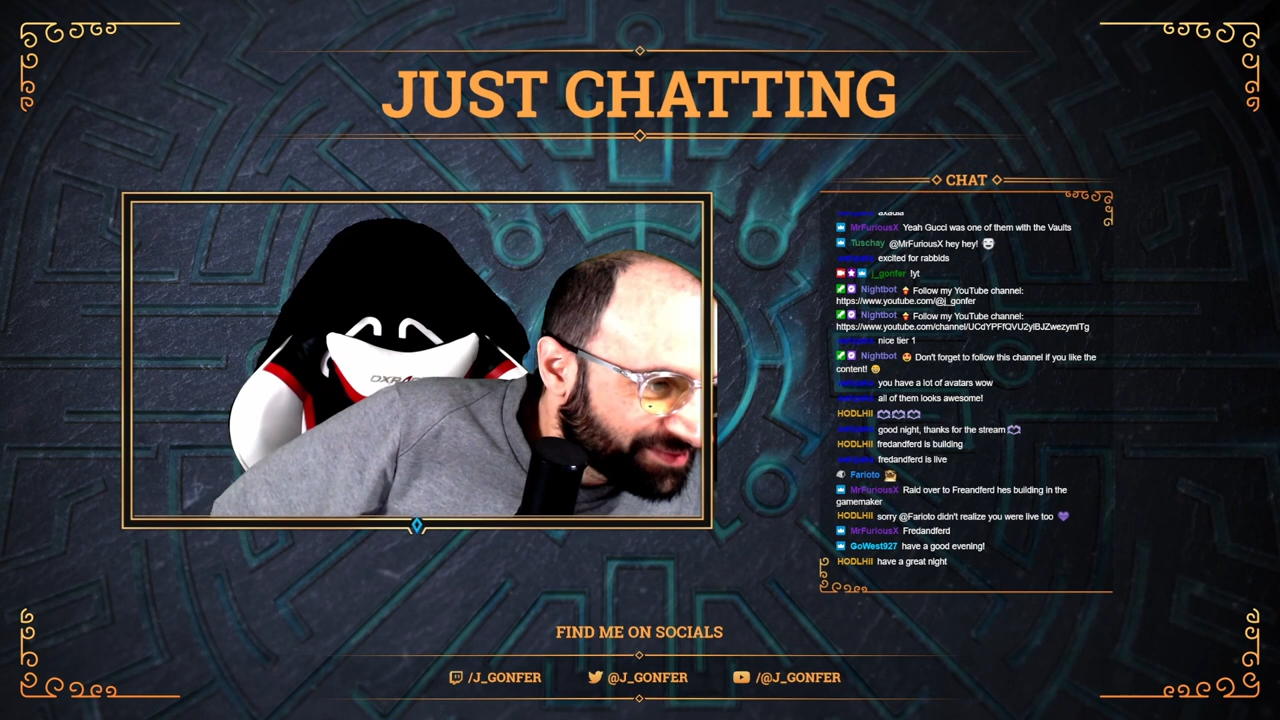 JUST CHATTING
CHAT
MrFuriousX Yeah Gucci was one of them with the Vaults
Tuschay @MrFuriousX hey hey!
excited for rabbids
j_gonfer !yt
Nightbot Follow my YouTube channel:
https://www.youtube.com/@j_gonfer
Nightbot Follow my YouTube channel:
https://www.youtube.com/channel/UCdYPFfQVU2yIBJZwezymITg
nice tier 1
Nightbot Don't forget to follow this channel if you like the
content!
you have a lot of avatars wow
all of them looks awesome!
HODLHII
good night, thanks for the stream
HODLHII fredandferd is building
fredandferd is live
Farioto
MrFuriousX Raid over to Freandferd hes building in the
gamemaker
HODLHII sorry @Farioto didn't realize you were live too
MrFuriousX Fredandferd
GoWest927 have a good evening!
HODLHII have a great night
FIND ME ON SOCIALS
/J_GONFER @J_GONFER /@J_GONFER